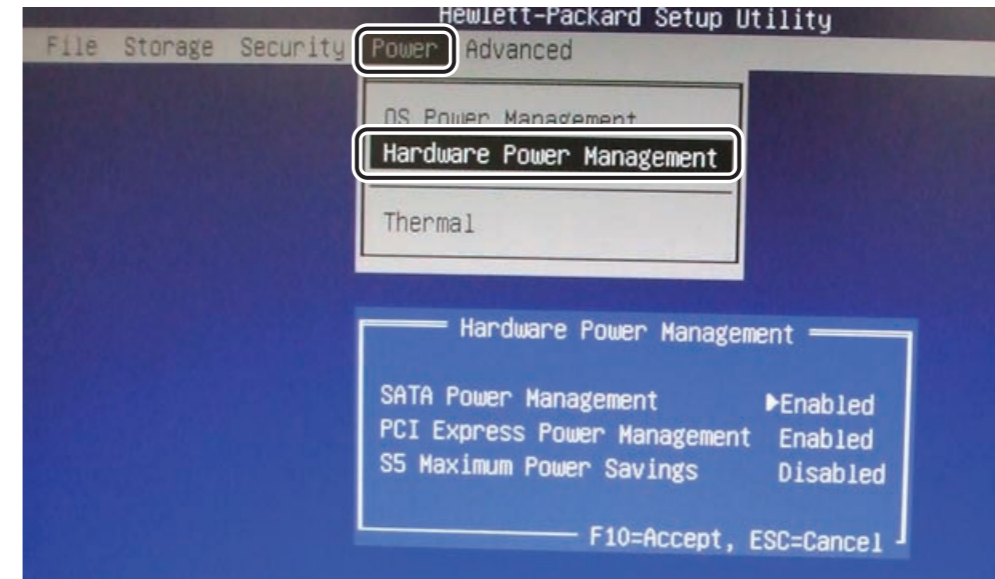 Hewlett-Packard Setup Utility
File Storage Security Power Advanced
OS Power Management
Hardware Power Management
Thermal
Hardware Power Management
SATA Power Management ▶Enabled
PCI Express Power Management Enabled
S5 Maximum Power Savings Disabled
F10=Accept, ESC=Cancel